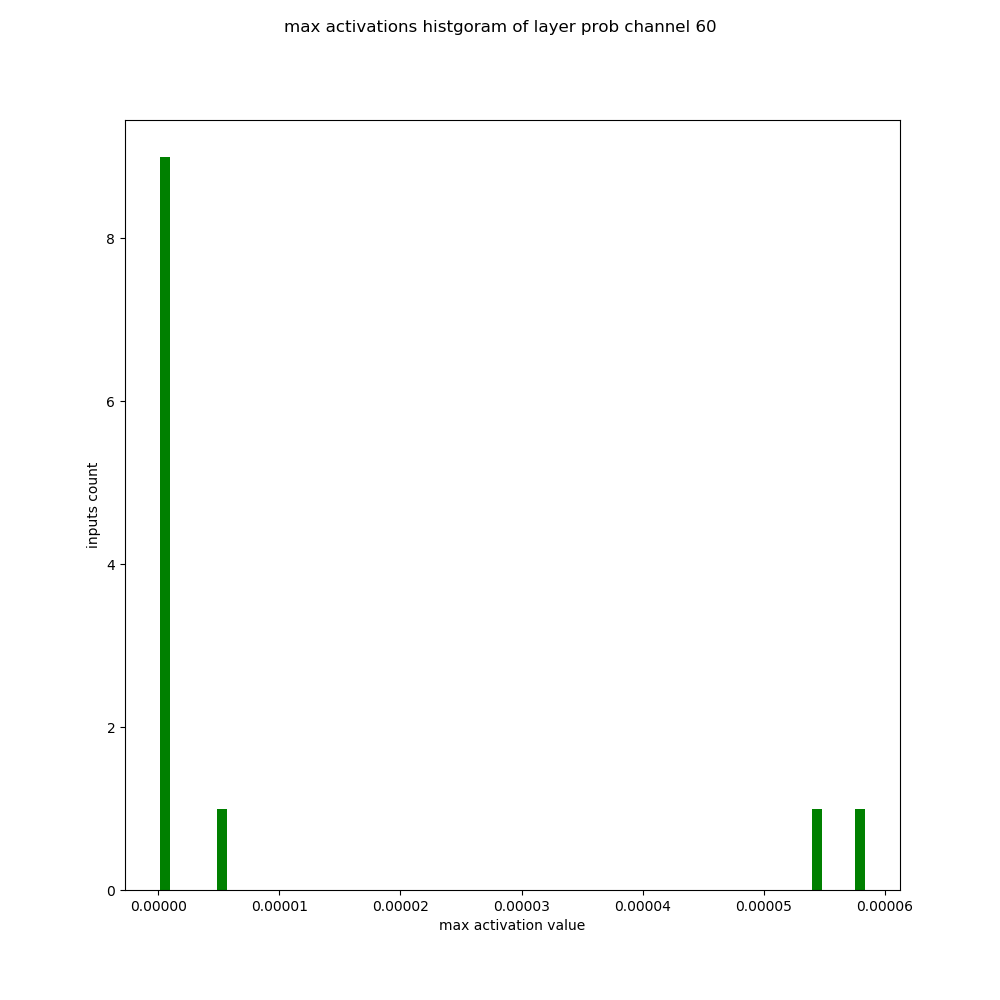 max activations histgoram of layer prob channel 60
8
6
4
2
0
inputs count
0.00000 0.00001 0.00002 0.00003 0.00004 0.00005 0.00006
max activation value